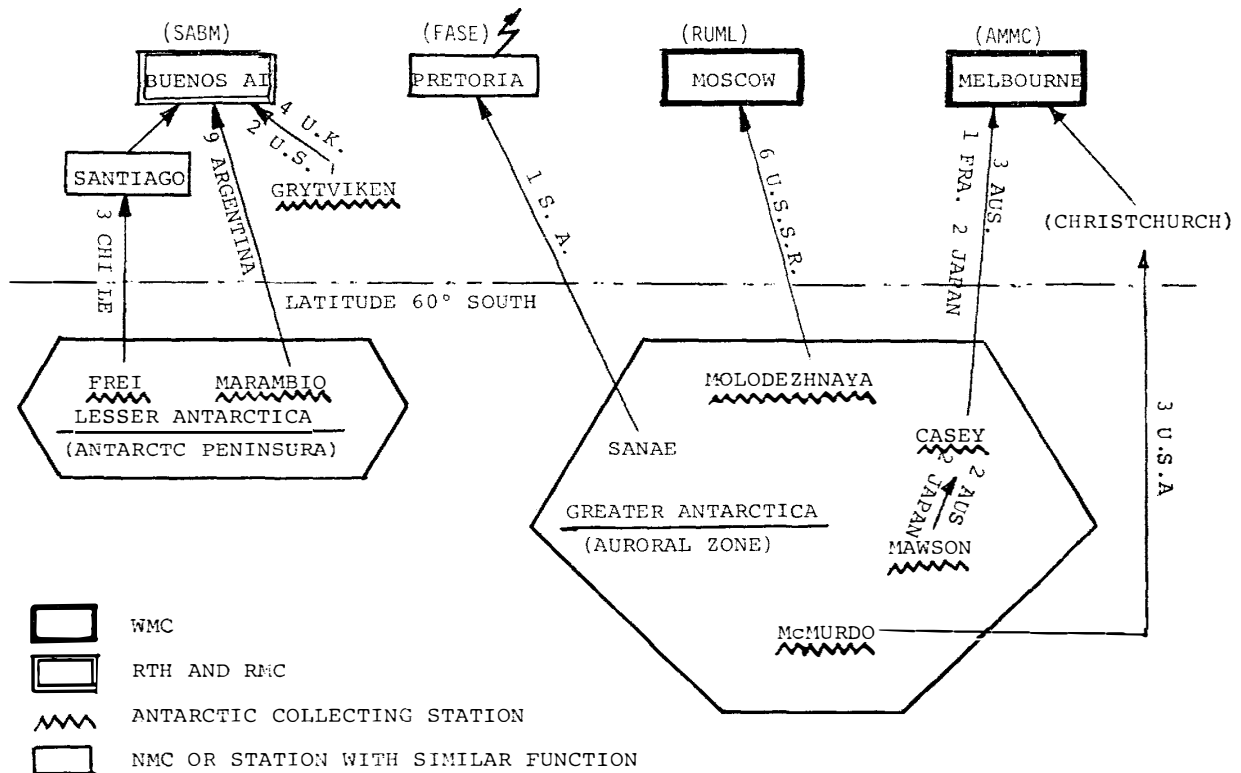 (SABM)
(FASE)
(RUML)
(AMMC)
BUENOS AI
PRETORIA
MOSCOW
MELBOURNE
4 U.K.
2 U.S.
SANTIAGO
GRYTVIKEN
9 ARGENTINA
3 CHI LE
1 S. A.
6 U.S.S.R.
3 AUS.
1 FRA. 2 JAPAN
(CHRISTCHURCH)
LATITUDE 60° SOUTH
FREI
MARAMBIO
LESSER ANTARCTICA
(ANTARCTC PENINSURA)
MOLODEZHNAYA
SANAE
CASEY
2 AUS
2 JAPAN
3 U.S.A
GREATER ANTARCTICA
(AURORAL ZONE)
MAWSON
McMURDO
WMC
RTH AND RMC
ANTARCTIC COLLECTING STATION
NMC OR STATION WITH SIMILAR FUNCTION